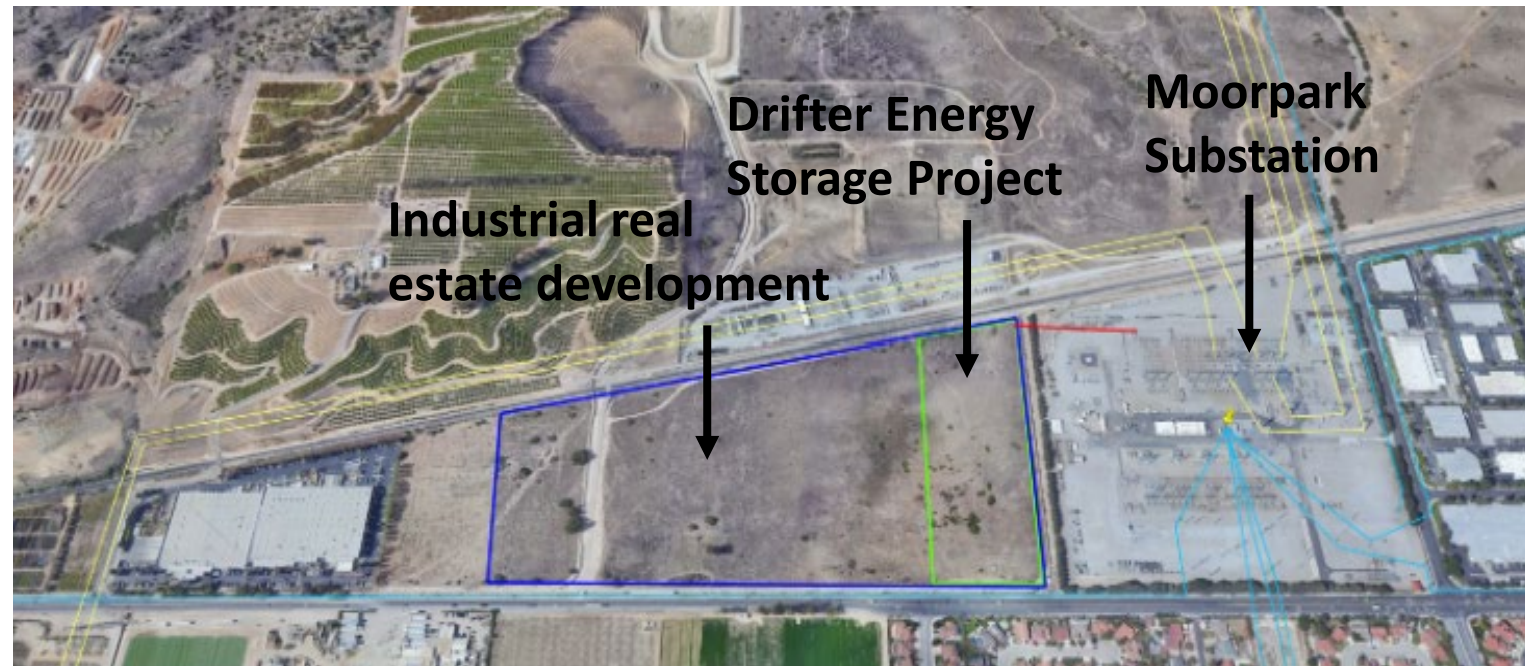 Industrial real
estate development
Drifter Energy
Storage Project
Moorpark
Substation